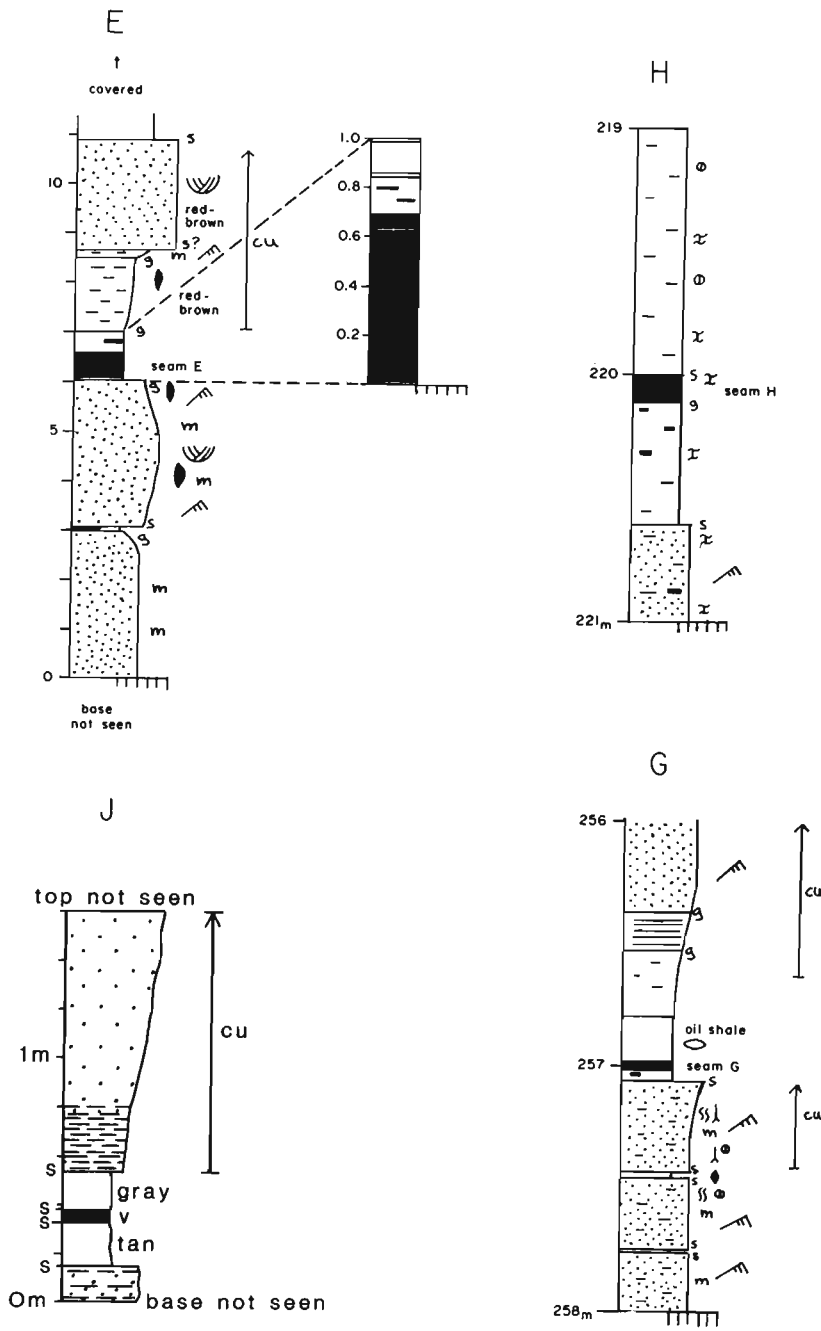 E
↑
covered
s
10
red-
brown
s?
m
g
cu
red-
brown
g
seam E
g
m
5
m
s
g
m
m
0
base
not seen
1.0
0.8
0.6
0.4
0.2
H
219
220
s
seam H
g
s
221m
J
top not seen
cu
1m
s
gray
s
v
s
tan
s
0m
base not seen
G
256
cu
g
g
oil shale
257
seam G
s
cu
m
s
s
m
s
s
m
258m